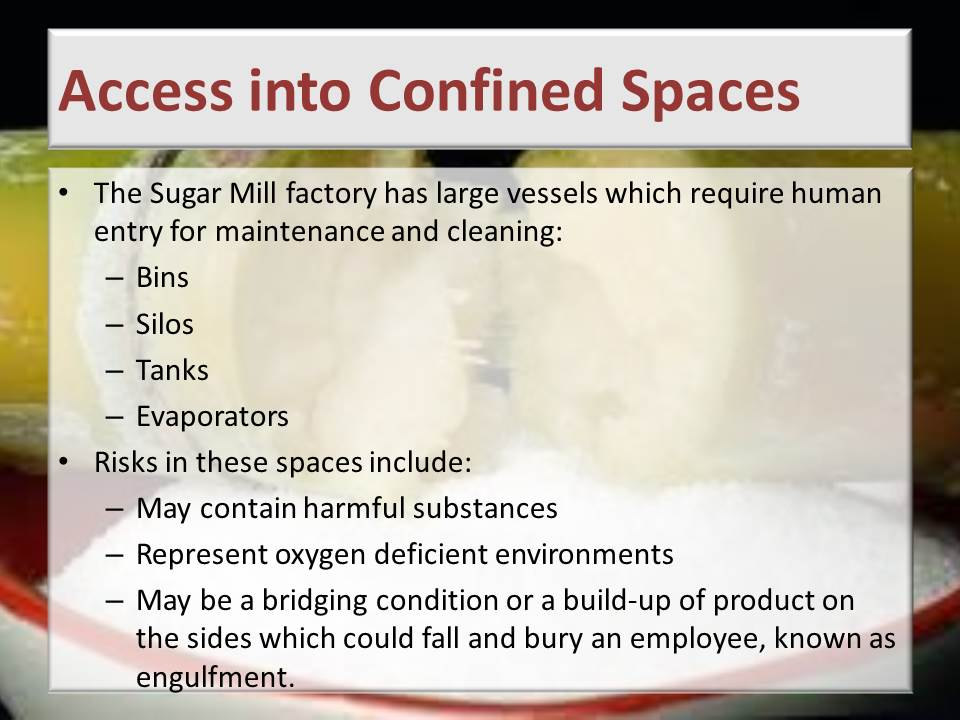 Access into Confined Spaces
• The Sugar Mill factory has large vessels which require human
entry for maintenance and cleaning:
– Bins
– Silos
– Tanks
– Evaporators
• Risks in these spaces include:
– May contain harmful substances
– Represent oxygen deficient environments
– May be a bridging condition or a build-up of product on
the sides which could fall and bury an employee, known as
engulfment.